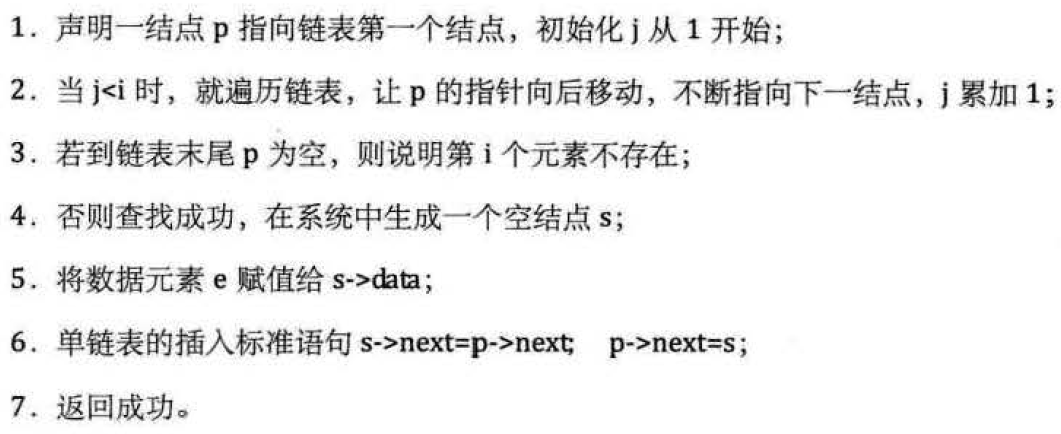 1．声明一结点 p 指向链表第一个结点，初始化 j 从 1 开始；
2．当 j<i 时，就遍历链表，让 p 的指针向后移动，不断指向下一结点，j 累加 1；
3．若到链表末尾 p 为空，则说明第 i 个元素不存在；
4．否则查找成功，在系统中生成一个空结点 s；
5．将数据元素 e 赋值给 s->data；
6．单链表的插入标准语句 s->next=p->next; p->next=s；
7．返回成功。